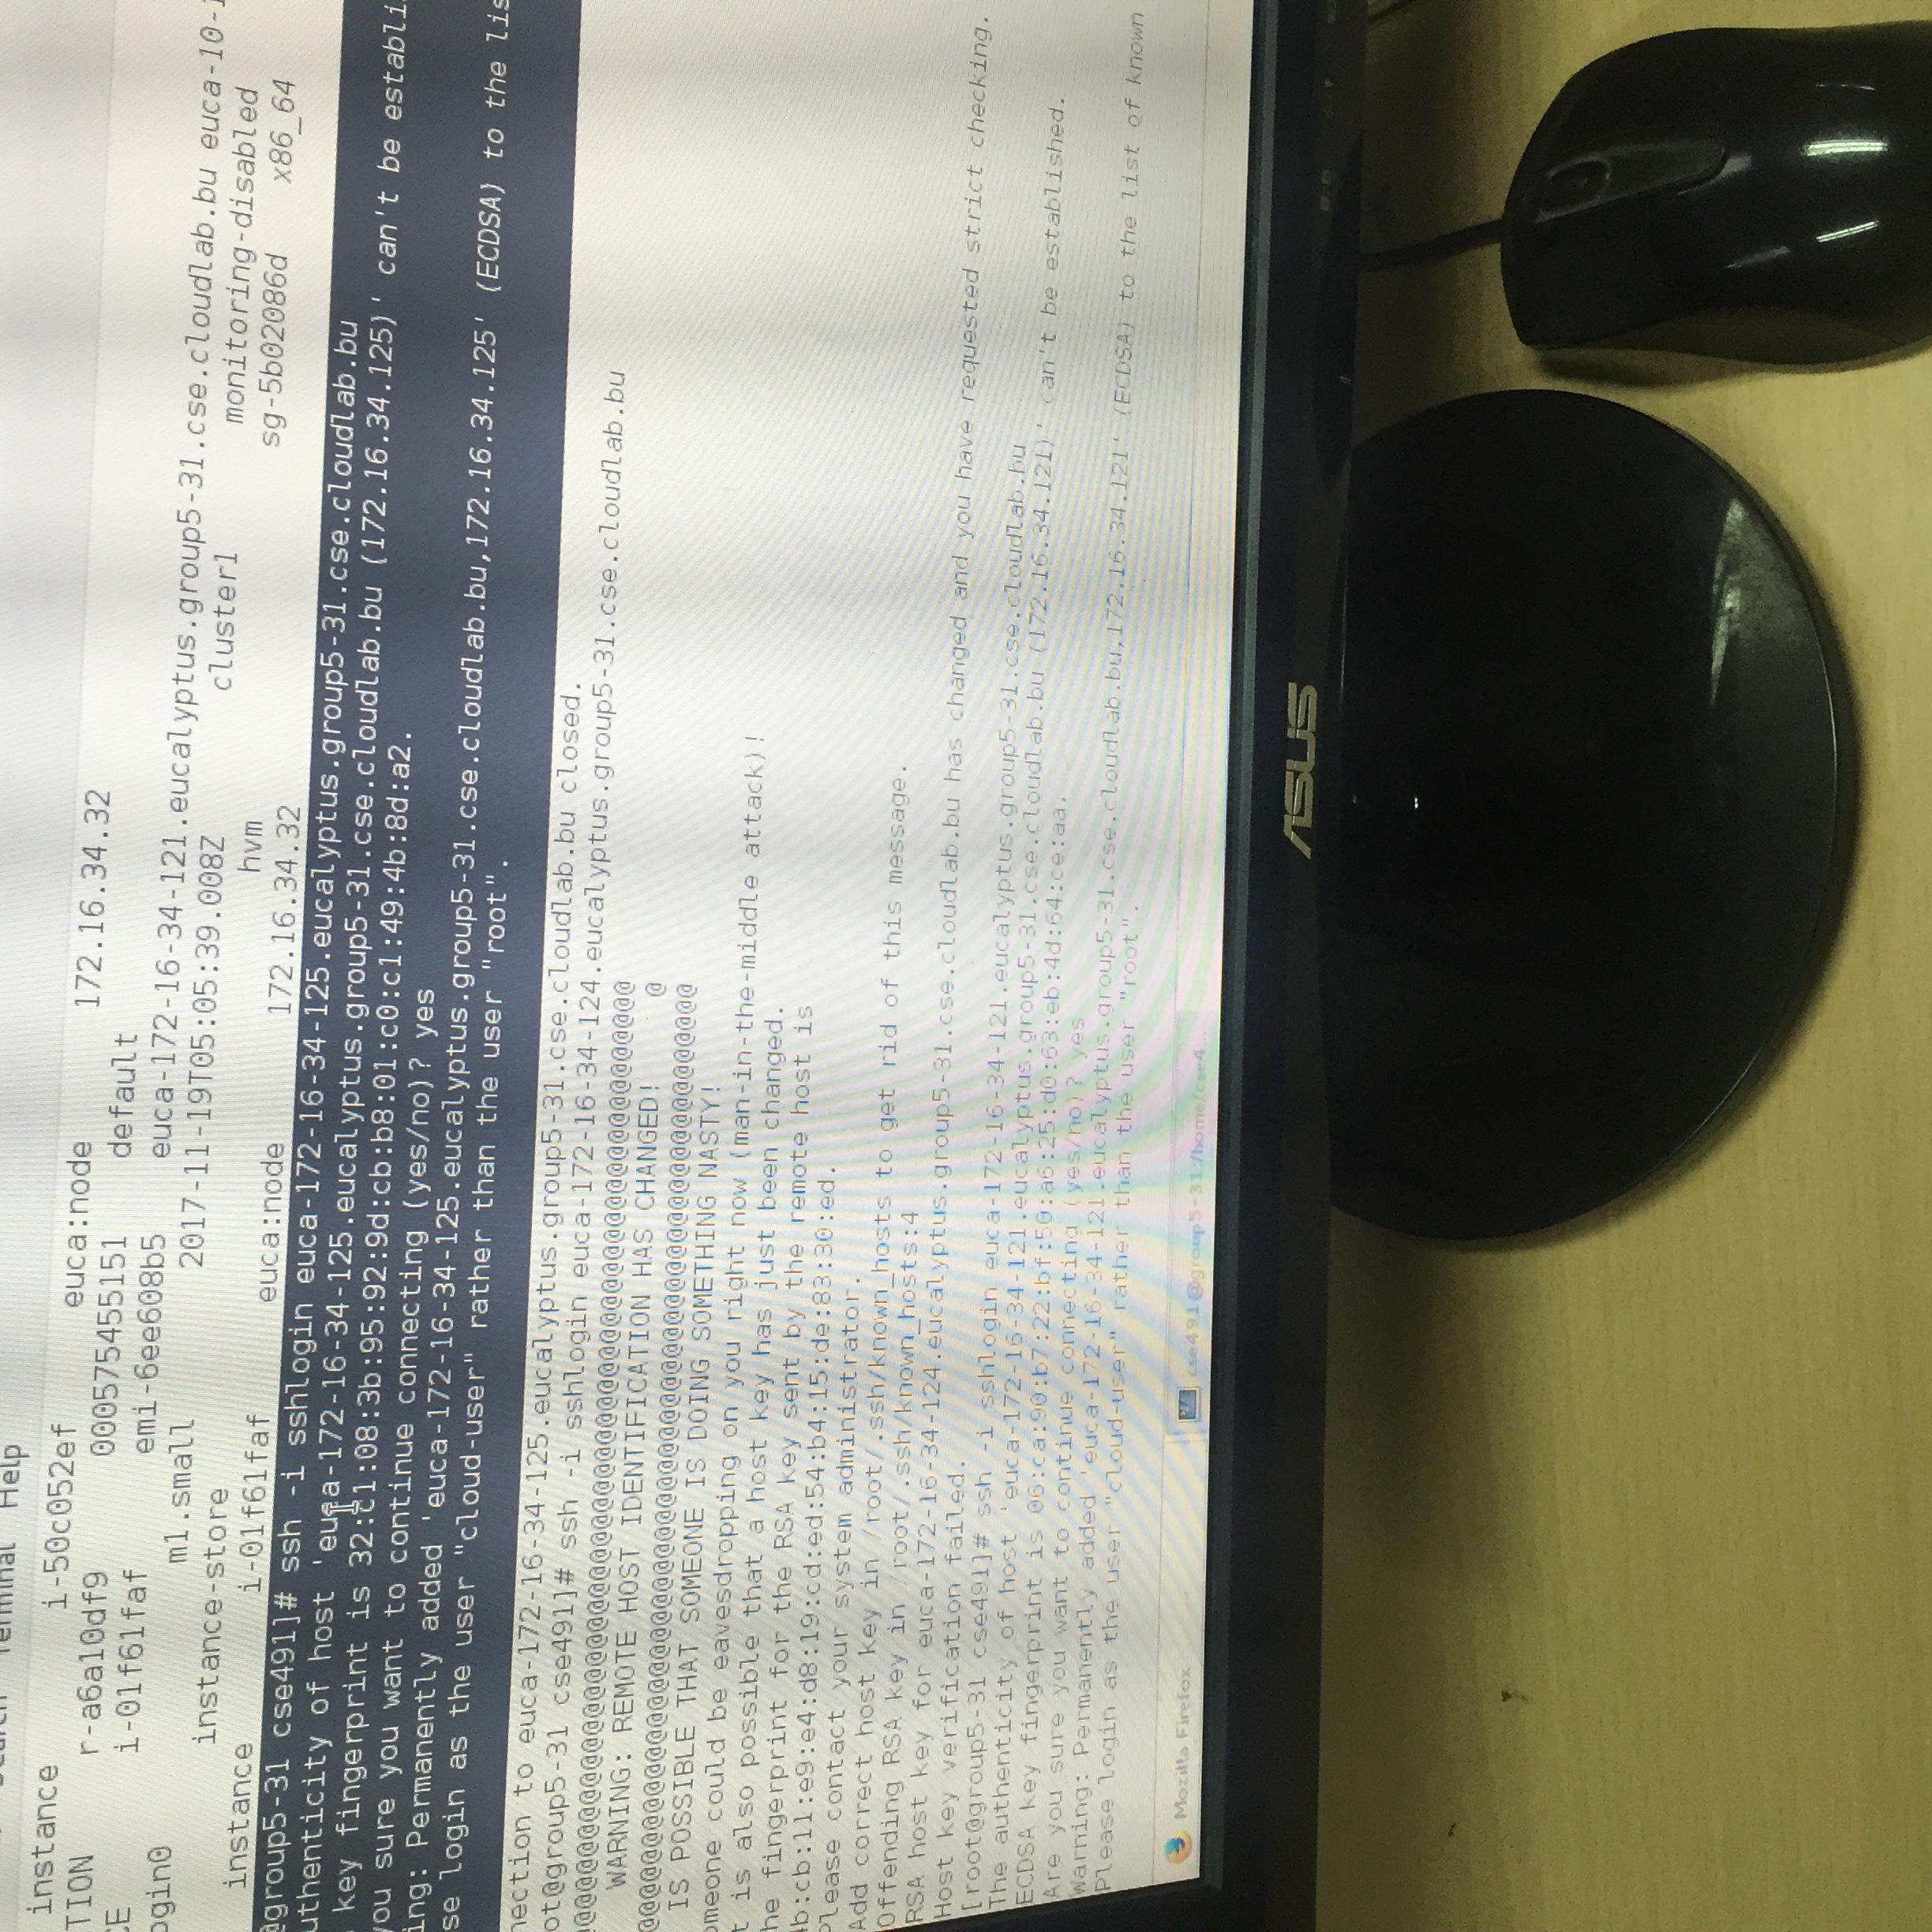 Terminal Help
instance i-50c052ef euca:node 172.16.34.32
TION r-a6a10df9 000575455151 default
CE i-01f61faf emi-6ee608b5 euca-172-16-34-121.eucalyptus.group5-31.cse.cloudlab.bu euca-10-1
ogin0 m1.small 2017-11-19T05:05:39.008Z cluster1 monitoring-disabled
instance-store hvm sg-5b02086d x86_64
instance i-01f61faf euca:node 172.16.34.32
@group5-31 cse491]# ssh -i sshlogin euca-172-16-34-125.eucalyptus.group5-31.cse.cloudlab.bu
uthenticity of host 'euca-172-16-34-125.eucalyptus.group5-31.cse.cloudlab.bu (172.16.34.125)' can't be establi
key fingerprint is 32:c1:08:3b:95:92:9d:cb:b8:01:c0:c1:49:4b:8d:a2.
you sure you want to continue connecting (yes/no)? yes
ing: Permanently added 'euca-172-16-34-125.eucalyptus.group5-31.cse.cloudlab.bu,172.16.34.125' (ECDSA) to the lis
se login as the user "cloud-user" rather than the user "root".
nection to euca-172-16-34-125.eucalyptus.group5-31.cse.cloudlab.bu closed.
ot@group5-31 cse491]# ssh -i sshlogin euca-172-16-34-124.eucalyptus.group5-31.cse.cloudlab.bu
@@@@@@@@@@@@@@@@@@@@@@@@@@@@@@@@@@@@@@@@@@@@@@@@@@@@@@@@@
WARNING: REMOTE HOST IDENTIFICATION HAS CHANGED! @
@@@@@@@@@@@@@@@@@@@@@@@@@@@@@@@@@@@@@@@@@@@@@@@@@@@@@@@@@
IS POSSIBLE THAT SOMEONE IS DOING SOMETHING NASTY!
omeone could be eavesdropping on you right now (man-in-the-middle attack)!
t is also possible that a host key has just been changed.
he fingerprint for the RSA key sent by the remote host is
4b:cb:11:e9:e4:d8:19:cd:ed:54:b4:15:de:83:30:ed.
Please contact your system administrator.
Add correct host key in /root/.ssh/known_hosts to get rid of this message.
Offending RSA key in /root/.ssh/known_hosts:4
RSA host key for euca-172-16-34-124.eucalyptus.group5-31.cse.cloudlab.bu has changed and you have requested strict checking.
Host key verification failed.
[root@group5-31 cse491]# ssh -i sshlogin euca-172-16-34-121.eucalyptus.group5-31.cse.cloudlab.bu
The authenticity of host 'euca-172-16-34-121.eucalyptus.group5-31.cse.cloudlab.bu (172.16.34.121)' can't be established.
ECDSA key fingerprint is 06:ca:90:b7:22:bf:50:a6:25:d0:63:eb:4d:64:ce:aa.
Are you sure you want to continue connecting (yes/no)? yes
Warning: Permanently added 'euca-172-16-34-121.eucalyptus.group5-31.cse.cloudlab.bu,172.16.34.121' (ECDSA) to the list of known
Please login as the user "cloud-user" rather than the user "root".
Mozilla Firefox
cse491@group5-31:/home/cse4...
ASUS